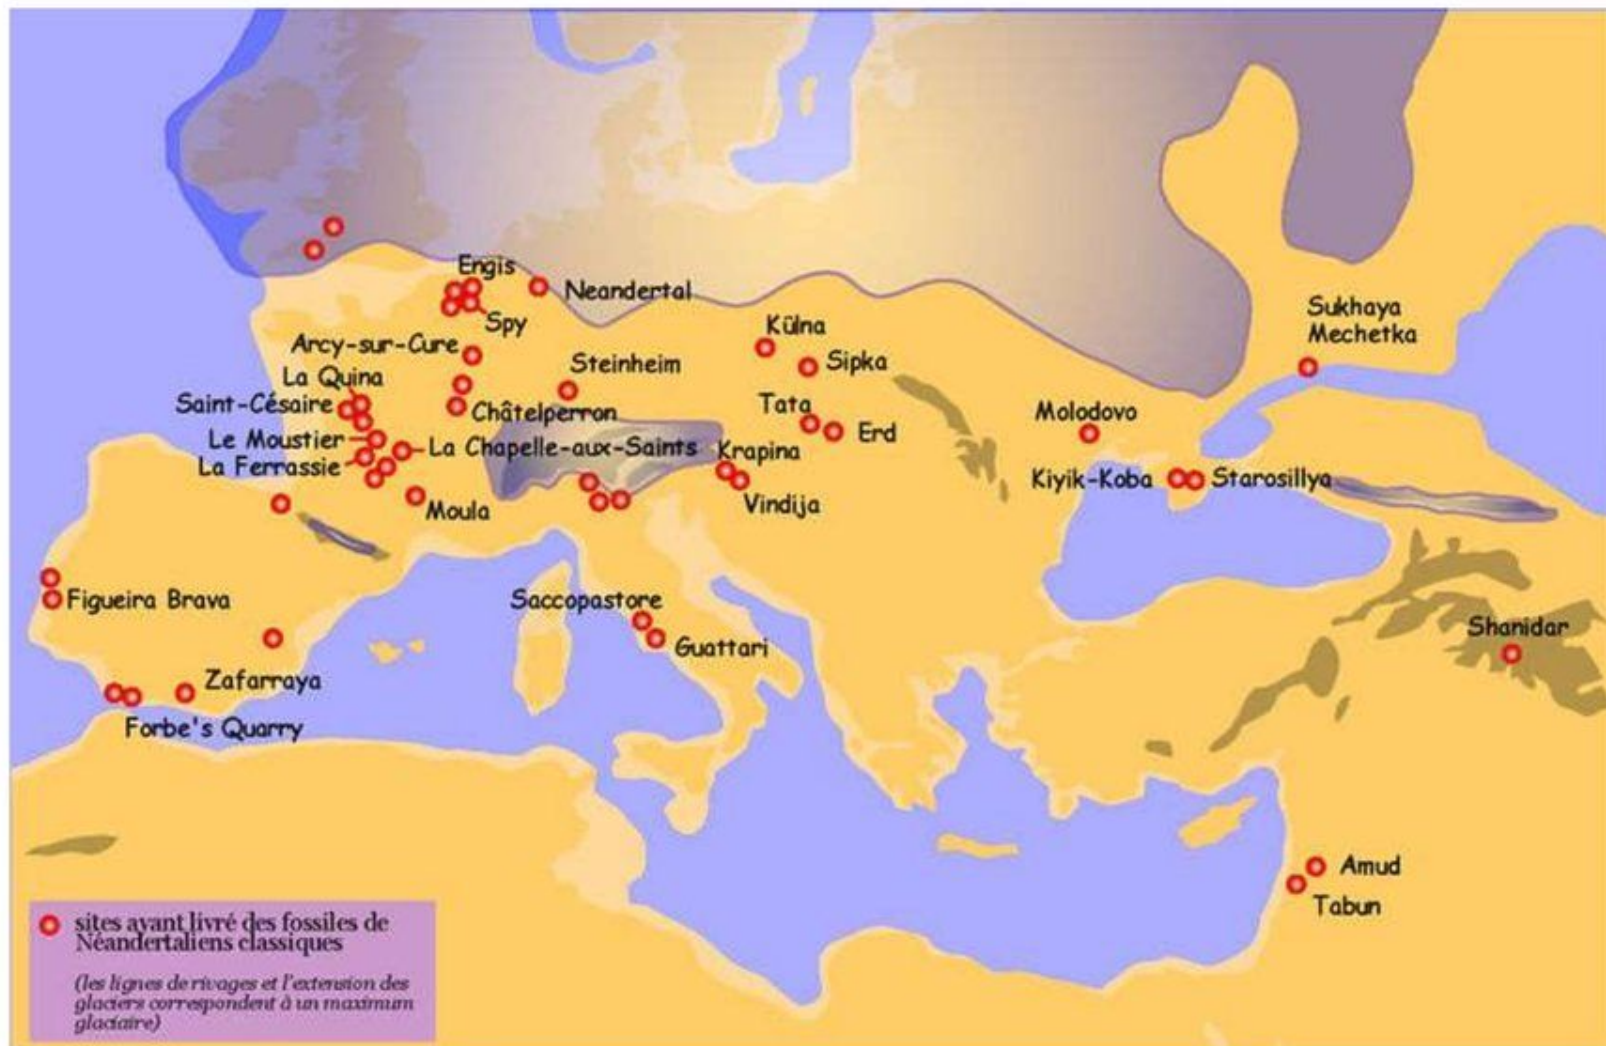 Engis
Neandertal
Spy
Sukhaya
Mechetka
Külna
Arcy-sur-Cure
Sipka
Steinheim
La Quina
Saint-Césaire
Châtelperron
Tata
Erd
Molodovo
Le Moustier
La Chapelle-aux-Saints
La Ferrassie
Krapina
Kiyik-Koba
Starosillya
Moula
Vindija
Figueira Brava
Saccopastore
Guattari
Shanidar
Zafarraya
Forbe's Quarry
Amud
Tabun
sites ayant livré des fossiles de
Néandertaliens classiques
(les lignes de rivages et l'extension des
glaciers correspondent à un maximum
glaciaire)